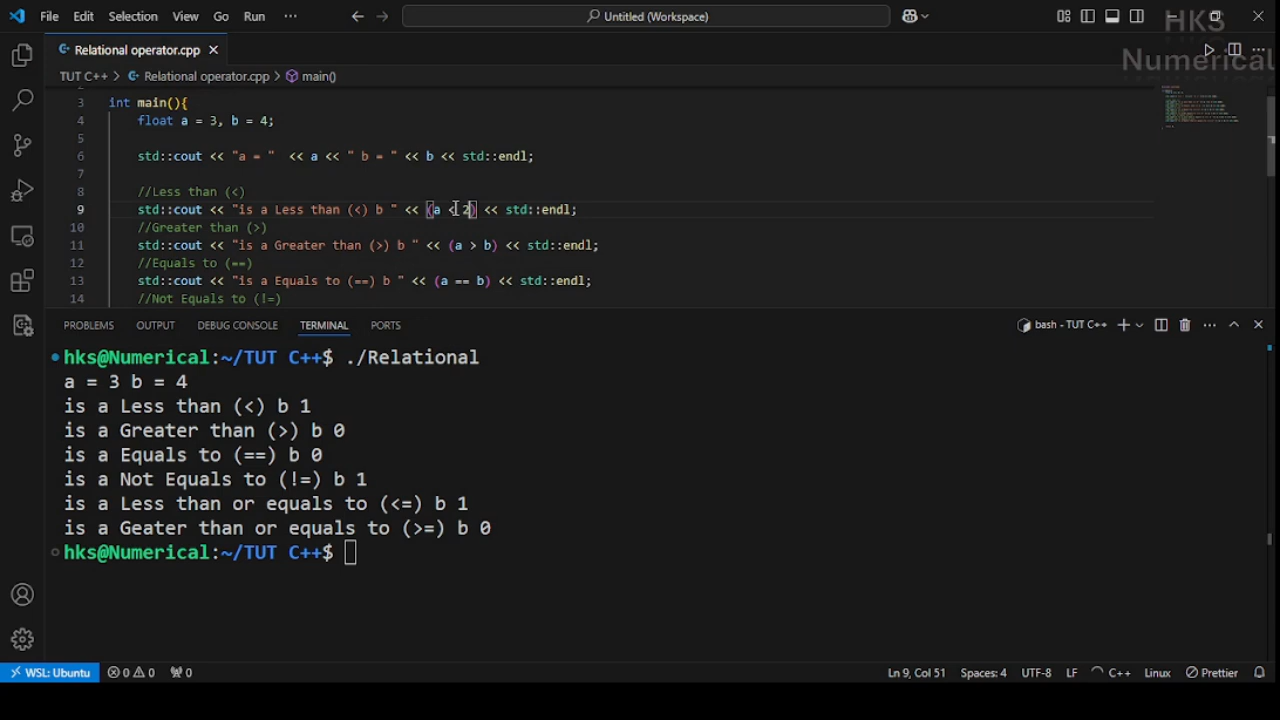 File Edit Selection View Go Run ··· Untitled (Workspace)
HKS
Numerical
Relational operator.cpp
TUT C++ > Relational operator.cpp > main()
3 int main(){
4 float a = 3, b = 4;
5
6 std::cout << "a = "  << a << " b = " << b << std::endl;
7
8 //Less than (<)
9 std::cout << "is a Less than (<) b " << (a < 2) << std::endl;
10 //Greater than (>)
11 std::cout << "is a Greater than (>) b " << (a > b) << std::endl;
12 //Equals to (==)
13 std::cout << "is a Equals to (==) b " << (a == b) << std::endl;
14 //Not Equals to (!=)
PROBLEMS OUTPUT DEBUG CONSOLE TERMINAL PORTS bash - TUT C++
hks@Numerical:~/TUT C++$ ./Relational
a = 3 b = 4
is a Less than (<) b 1
is a Greater than (>) b 0
is a Equals to (==) b 0
is a Not Equals to (!=) b 1
is a Less than or equals to (<=) b 1
is a Geater than or equals to (>=) b 0
hks@Numerical:~/TUT C++$
WSL: Ubuntu 0 0 0 Ln 9, Col 51 Spaces: 4 UTF-8 LF C++ Linux Prettier